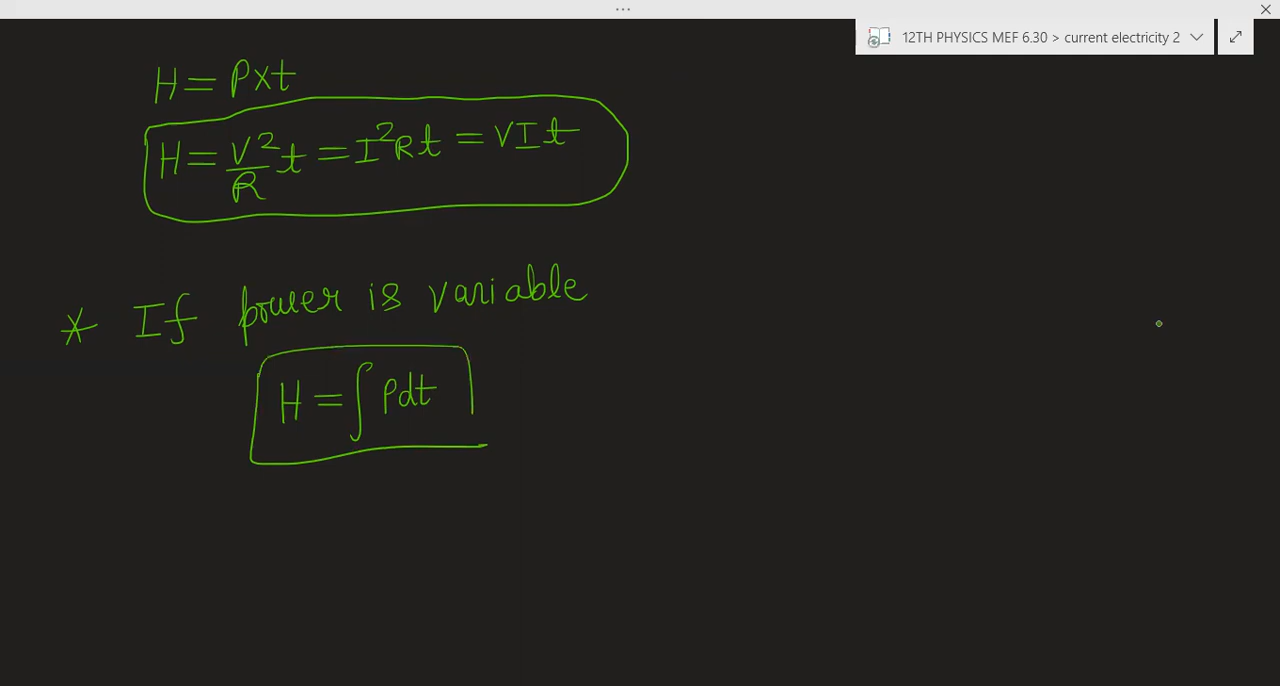 12TH PHYSICS MEF 6.30 > current electricity 2
H = P×t
H = V²/R t = I²Rt = VIt
* If power is variable
H = ∫ Pdt